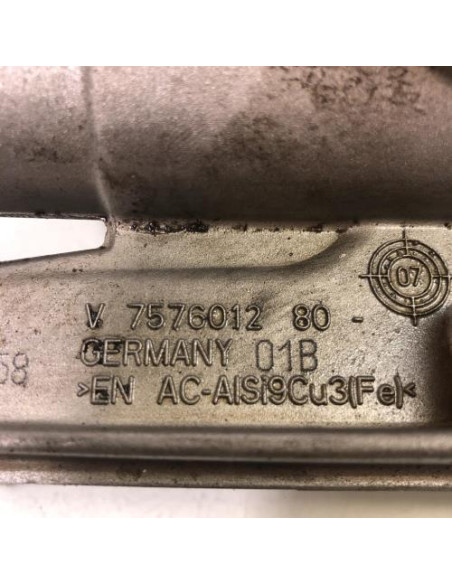 07
V 7576012 80 -
GERMANY 01B
58
>EN AC-AlSi9Cu3(Fe)<